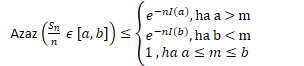 Azaz (Sₙ/n ϵ [a,b]) ≤ { e^{-nI(a)}, ha a > m
e^{-nI(b)}, ha b < m
1 , ha a ≤ m ≤ b